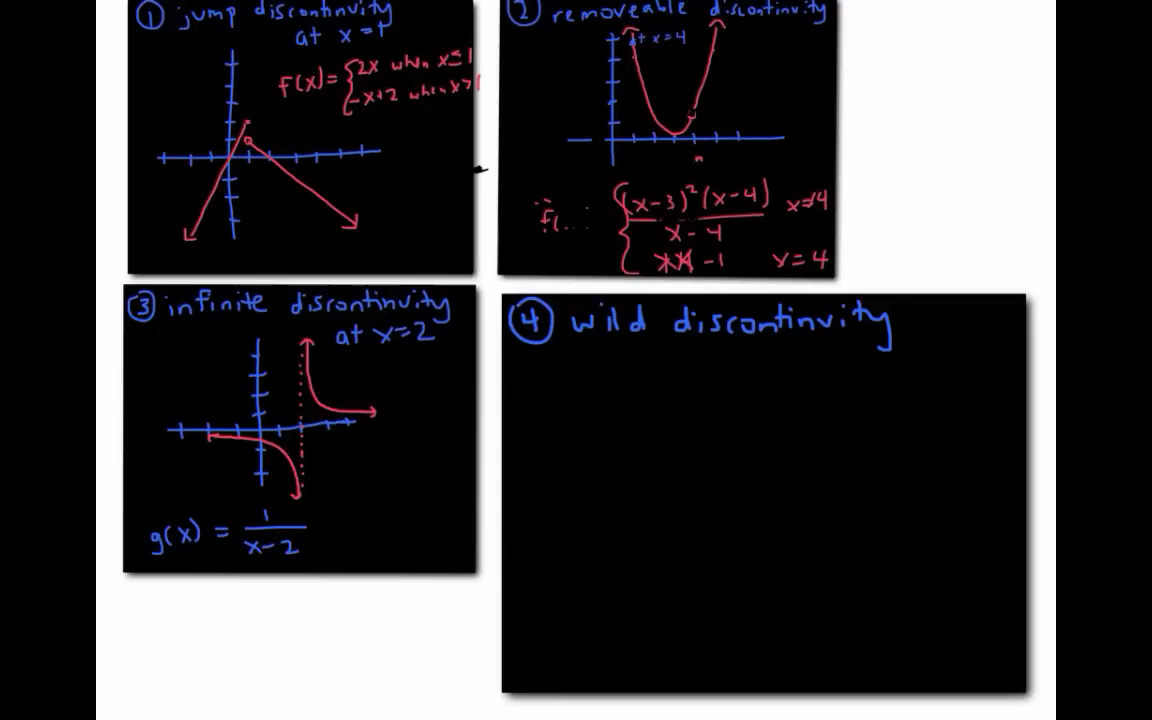 ① jump discontinuity
at x = 1
f(x) = { 2x when x ≤ 1
-x+2 when x > 1
② removeable discontinuity
at x = 4
f(...
{ (x-3)²(x-4)
x - 4
x≠4
-1 x = 4
③ infinite discontinuity
at x = 2
g(x) = 1
x - 2
④ wild discontinuity